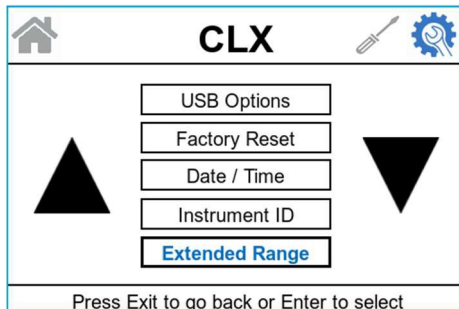 CLX
USB Options
Factory Reset
Date / Time
Instrument ID
Extended Range
Press Exit to go back or Enter to select